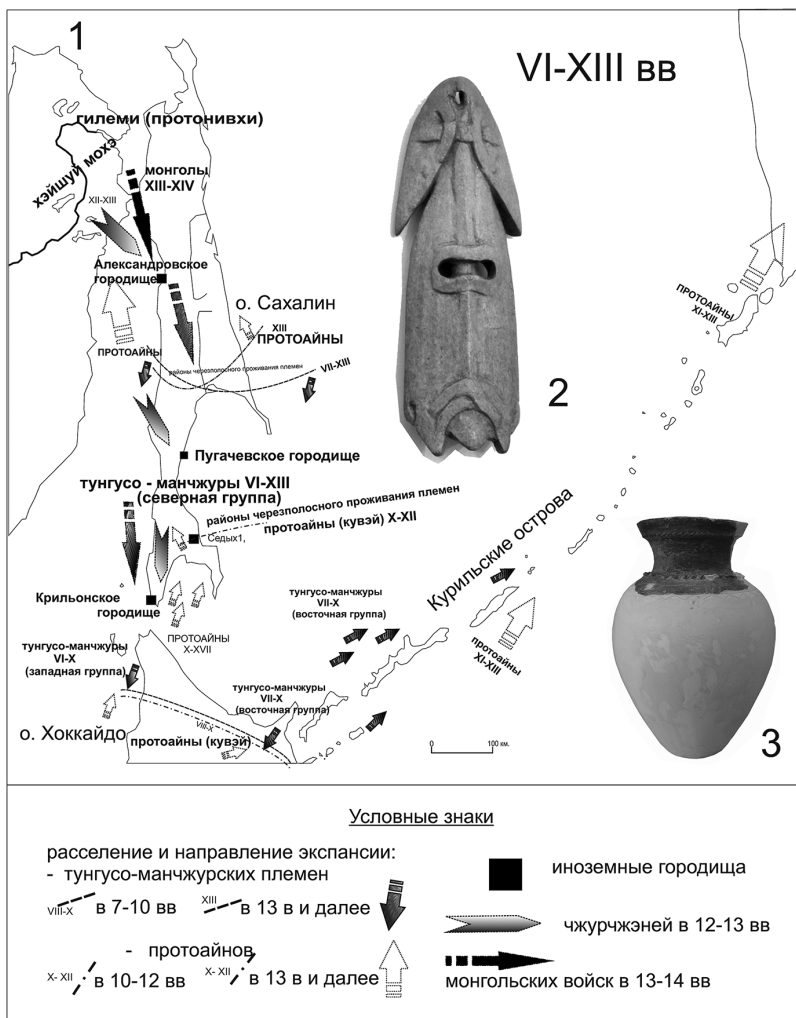 1
VI-XIII вв
гилеми (протонивхи)
хэйшуй мохэ
монголы
XIII-XIV
XII-XIII
Александровское
городище
о. Сахалин
XIII
ПРОТОАЙНЫ
ПРОТОАЙНЫ
районы черезполосного проживания племен
VII-XIII
ПРОТОАЙНЫ
XI-XIII
2
Пугачевское городище
тунгусо - манчжуры VI-XIII
(северная группа)
районы черезполосного проживания племен
протоайны (кувэй) X-XII
Седых1,
Крильонское
городище
Курильские острова
тунгусо-манчжуры
VII-X
(восточная группа)
ПРОТОАЙНЫ
X-XVII
протоайны
XI-XIII
тунгусо-манчжуры
VI-X
(западная группа)
тунгусо-манчжуры
VII-X
(восточная группа)
VIII-X
о. Хоккайдо
протоайны (кувэй)
0 100 км.
3
Условные знаки
расселение и направление экспансии:
- тунгусо-манчжурских племен
VIII-X в 7-10 вв XIII в 13 в и далее
- протоайнов
X- XII в 10-12 вв X- XII в 13 в и далее
иноземные городища
чжурчжэней в 12-13 вв
монгольских войск в 13-14 вв